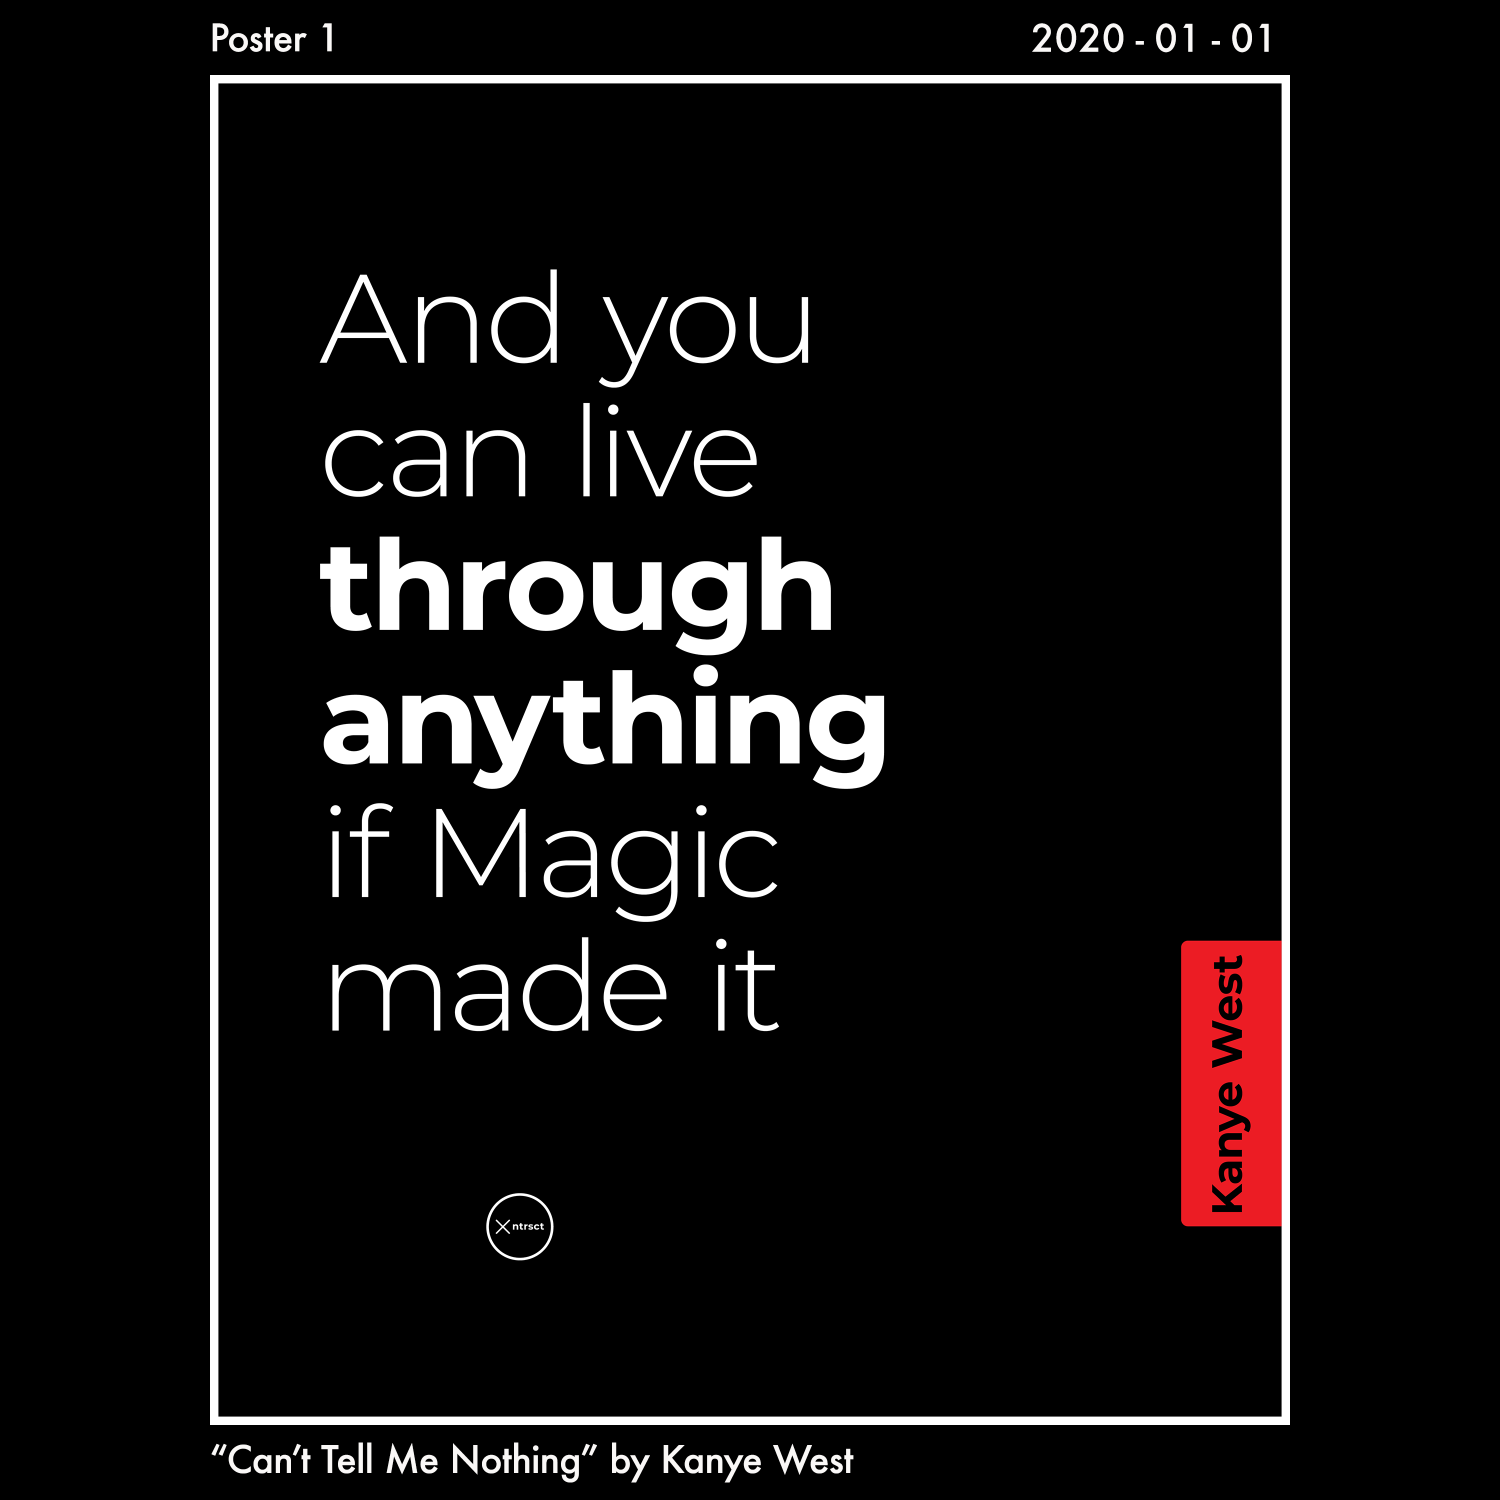 Poster 1
2020 - 01 - 01
And you
can live
through
anything
if Magic
made it
Kanye West
ntrsct
“Can’t Tell Me Nothing” by Kanye West